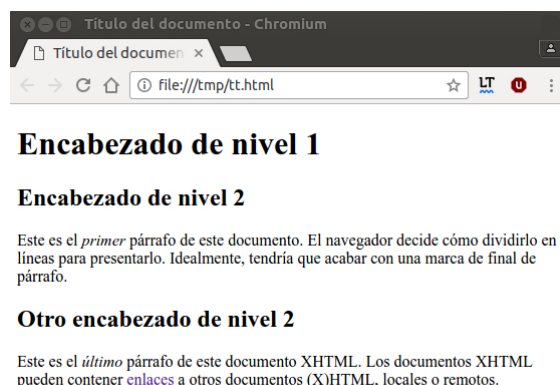 Título del documento - Chromium
Título del documen
file:///tmp/tt.html
LT
Encabezado de nivel 1
Encabezado de nivel 2
Este es el primer párrafo de este documento. El navegador decide cómo dividirlo en
líneas para presentarlo. Idealmente, tendría que acabar con una marca de final de
párrafo.
Otro encabezado de nivel 2
Este es el último párrafo de este documento XHTML. Los documentos XHTML
pueden contener enlaces a otros documentos (X)HTML, locales o remotos.